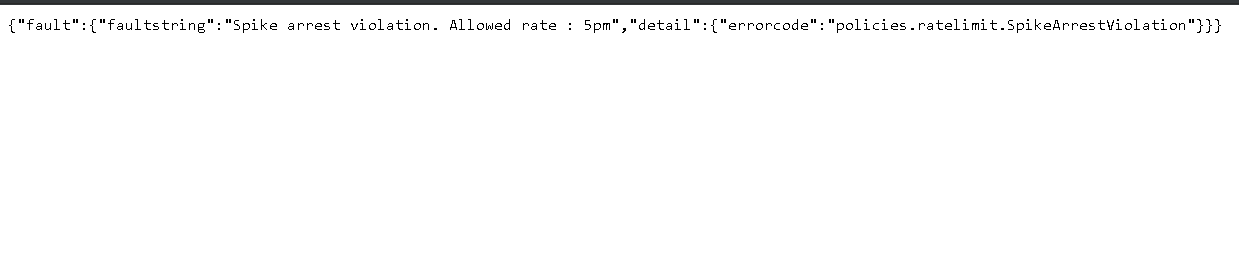 {"fault":{"faultstring":"Spike arrest violation. Allowed rate : 5pm","detail":{"errorcode":"policies.ratelimit.SpikeArrestViolation"}}}